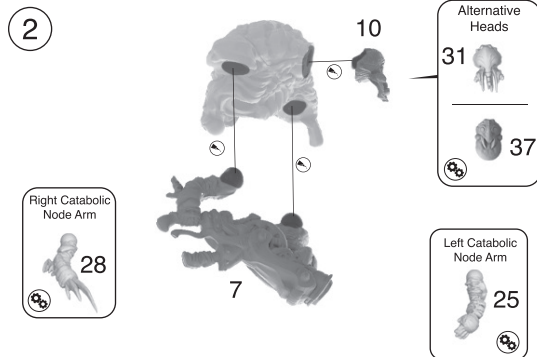 2
10
Alternative
Heads
31
37
Right Catabolic
Node Arm
28
7
Left Catabolic
Node Arm
25